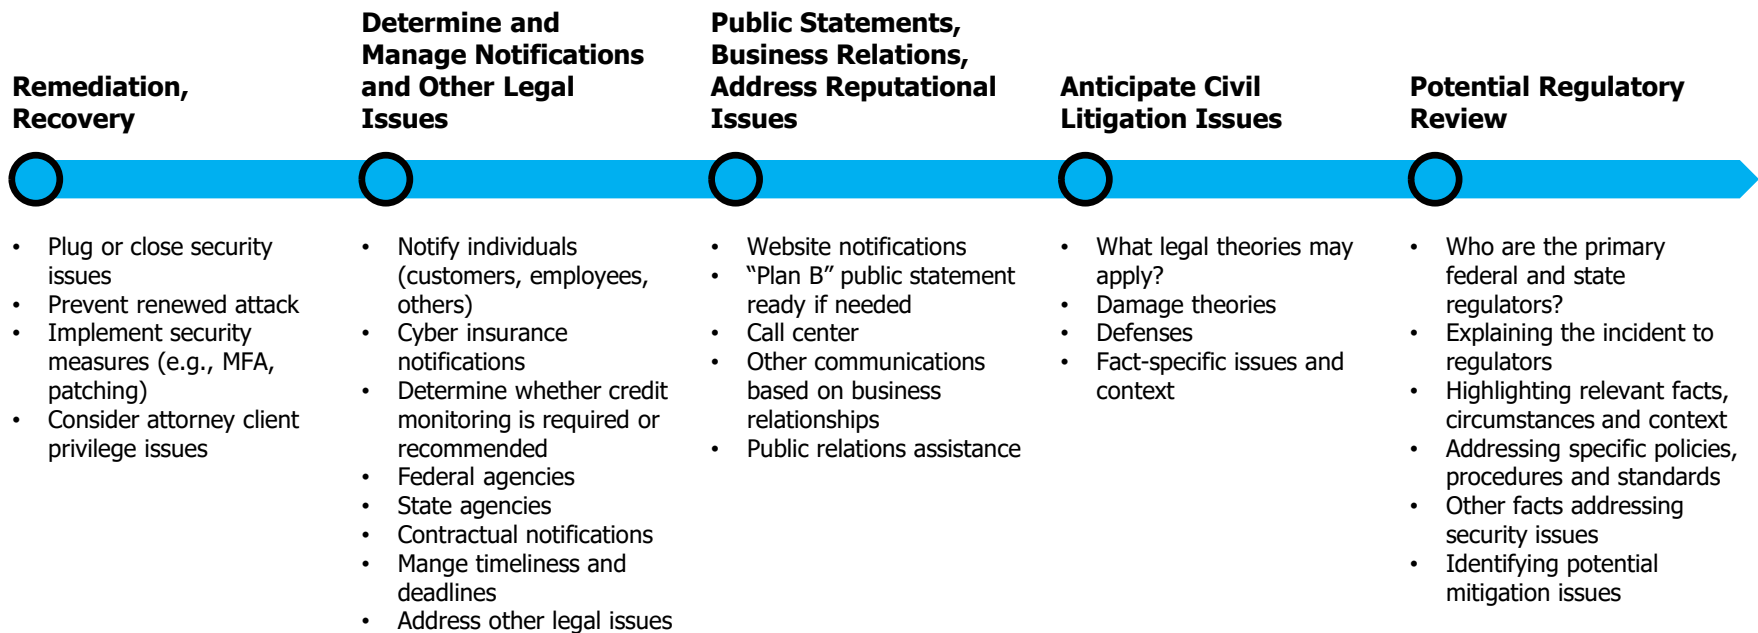 Remediation,
Recovery
• Plug or close security
issues
• Prevent renewed attack
• Implement security
measures (e.g., MFA,
patching)
• Consider attorney client
privilege issues
Determine and
Manage Notifications
and Other Legal
Issues
• Notify individuals
(customers, employees,
others)
• Cyber insurance
notifications
• Determine whether credit
monitoring is required or
recommended
• Federal agencies
• State agencies
• Contractual notifications
• Mange timeliness and
deadlines
• Address other legal issues
Public Statements,
Business Relations,
Address Reputational
Issues
• Website notifications
• “Plan B” public statement
ready if needed
• Call center
• Other communications
based on business
relationships
• Public relations assistance
Anticipate Civil
Litigation Issues
• What legal theories may
apply?
• Damage theories
• Defenses
• Fact-specific issues and
context
Potential Regulatory
Review
• Who are the primary
federal and state
regulators?
• Explaining the incident to
regulators
• Highlighting relevant facts,
circumstances and context
• Addressing specific policies,
procedures and standards
• Other facts addressing
security issues
• Identifying potential
mitigation issues